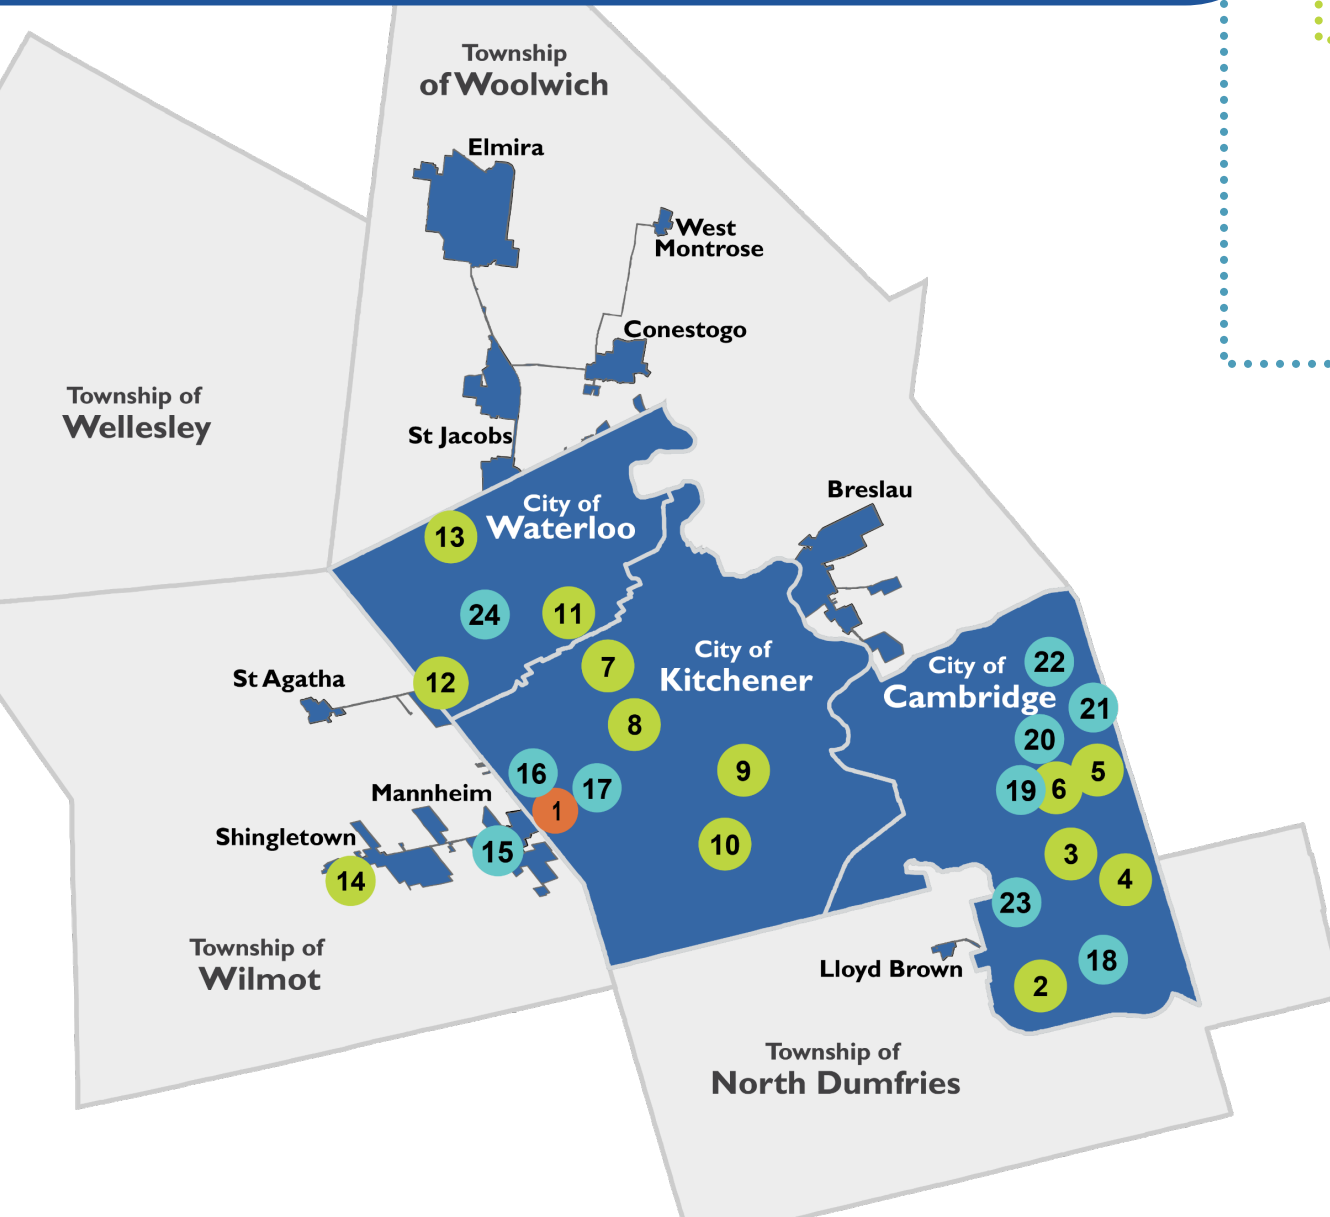 Township
of Woolwich
Elmira
West
Montrose
Conestogo
Township of
Wellesley
St Jacobs
Breslau
City of
Waterloo
13
24
11
City of
Kitchener
7
22
City of
Cambridge
St Agatha
12
21
8
20
16
9
5
17
19
6
Mannheim
1
Shingletown
15
10
3
14
4
23
Township of
Wilmot
Lloyd Brown
18
2
Township of
North Dumfries